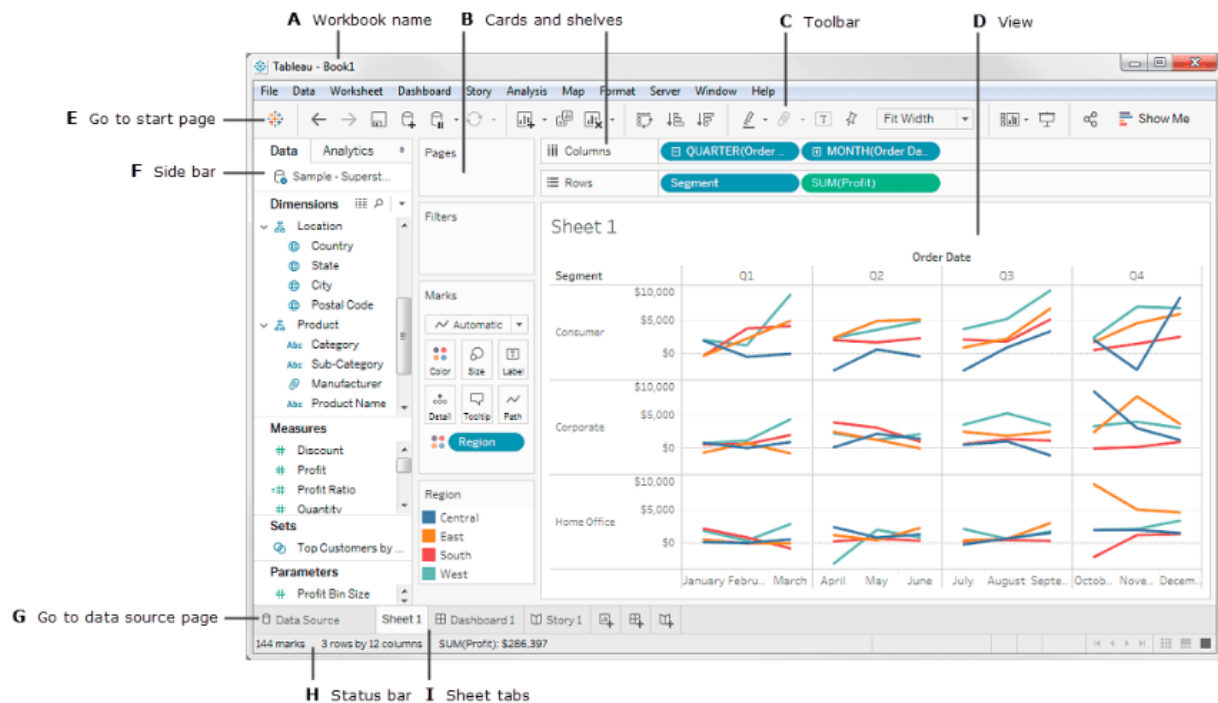 A Workbook name
B Cards and shelves
C Toolbar
D View
Tableau - Book1
File Data Worksheet Dashboard Story Analysis Map Format Server Window Help
E Go to start page
Fit Width
Show Me
Data Analytics
Pages
Columns QUARTER(Order .. MONTH(Order Da..
F Side bar
Sample - Superst...
Rows Segment SUM(Profit)
Dimensions
Location
Country
State
City
Postal Code
Product
Abc Category
Abc Sub-Category
Manufacturer
Abc Product Name
Measures
# Discount
# Profit
=# Profit Ratio
# Quantity
Sets
Top Customers by ...
Parameters
# Profit Bin Size
Filters
Marks
Automatic
Color Size Label
T
Detail Tooltip Path
Region
Region
Central
East
South
West
Sheet 1
Order Date
Segment Q1 Q2 Q3 Q4
Consumer
$10,000
$5,000
$0
Corporate
$10,000
$5,000
$0
Home Office
$10,000
$5,000
$0
January Febru.. March April May June July August Septe.. Octob.. Nove.. Decem..
G Go to data source page
Data Source Sheet 1 Dashboard 1 Story 1
144 marks 3 rows by 12 columns SUM(Profit): $286,397
H Status bar
I Sheet tabs